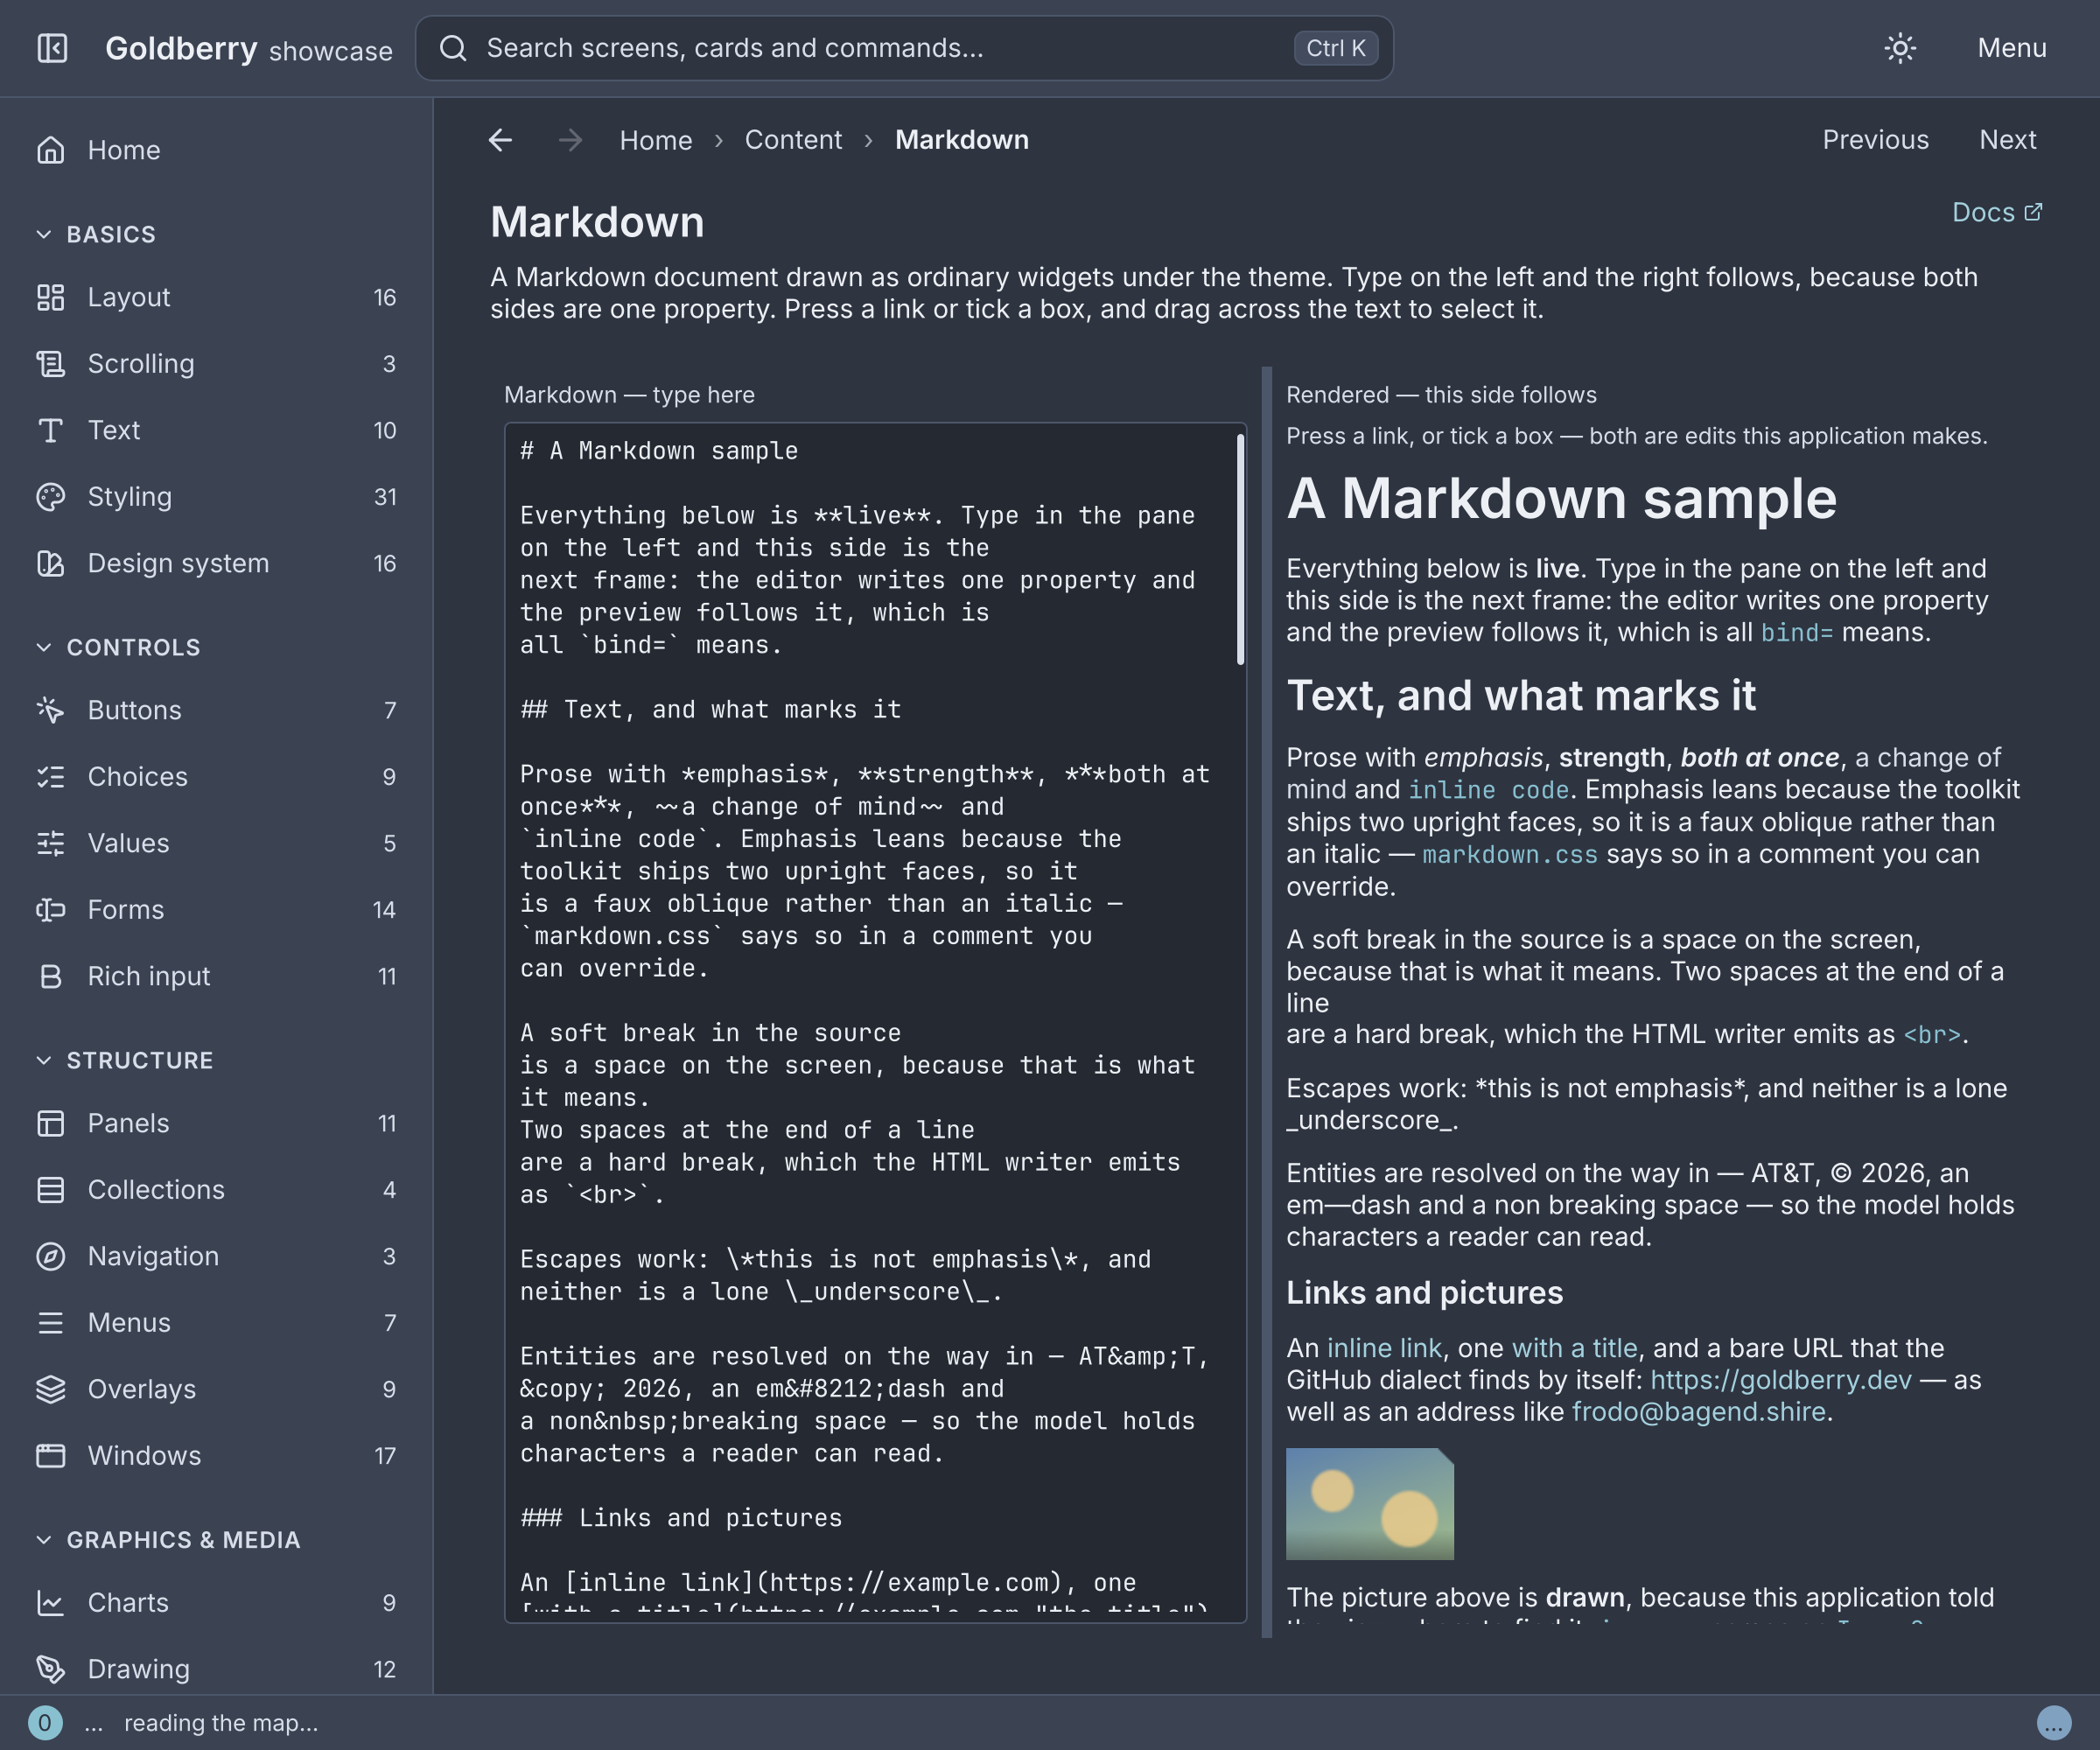 Goldberry showcase
Search screens, cards and commands...
Ctrl K
Menu
Home
BASICS
Layout 16
Scrolling 3
Text 10
Styling 31
Design system 16
CONTROLS
Buttons 7
Choices 9
Values 5
Forms 14
Rich input 11
STRUCTURE
Panels 11
Collections 4
Navigation 3
Menus 7
Overlays 9
Windows 17
GRAPHICS & MEDIA
Charts 9
Drawing 12
Home › Content › Markdown
Previous Next
Markdown
Docs
A Markdown document drawn as ordinary widgets under the theme. Type on the left and the right follows, because both
sides are one property. Press a link or tick a box, and drag across the text to select it.
Markdown — type here
# A Markdown sample
Everything below is **live**. Type in the pane
on the left and this side is the
next frame: the editor writes one property and
the preview follows it, which is
all `bind=` means.
## Text, and what marks it
Prose with *emphasis*, **strength**, ***both at
once***, ~~a change of mind~~ and
`inline code`. Emphasis leans because the
toolkit ships two upright faces, so it
is a faux oblique rather than an italic —
`markdown.css` says so in a comment you
can override.
A soft break in the source
is a space on the screen, because that is what
it means.
Two spaces at the end of a line
are a hard break, which the HTML writer emits
as `<br>`.
Escapes work: \*this is not emphasis\*, and
neither is a lone \_underscore\_.
Entities are resolved on the way in — AT&amp;T,
&copy; 2026, an em&#8212;dash and
a non&nbsp;breaking space — so the model holds
characters a reader can read.
### Links and pictures
An [inline link](https://example.com), one
[with a title](https://example.com "the title")
Rendered — this side follows
Press a link, or tick a box — both are edits this application makes.
A Markdown sample
Everything below is live. Type in the pane on the left and
this side is the next frame: the editor writes one property
and the preview follows it, which is all bind= means.
Text, and what marks it
Prose with emphasis, strength, both at once, a change of
mind and inline code. Emphasis leans because the toolkit
ships two upright faces, so it is a faux oblique rather than
an italic — markdown.css says so in a comment you can
override.
A soft break in the source is a space on the screen,
because that is what it means. Two spaces at the end of a
line
are a hard break, which the HTML writer emits as <br>.
Escapes work: *this is not emphasis*, and neither is a lone
_underscore_.
Entities are resolved on the way in — AT&T, © 2026, an
em—dash and a non breaking space — so the model holds
characters a reader can read.
Links and pictures
An inline link, one with a title, and a bare URL that the
GitHub dialect finds by itself: https://goldberry.dev — as
well as an address like frodo@bagend.shire.
The picture above is drawn, because this application told
0 ... reading the map...
...